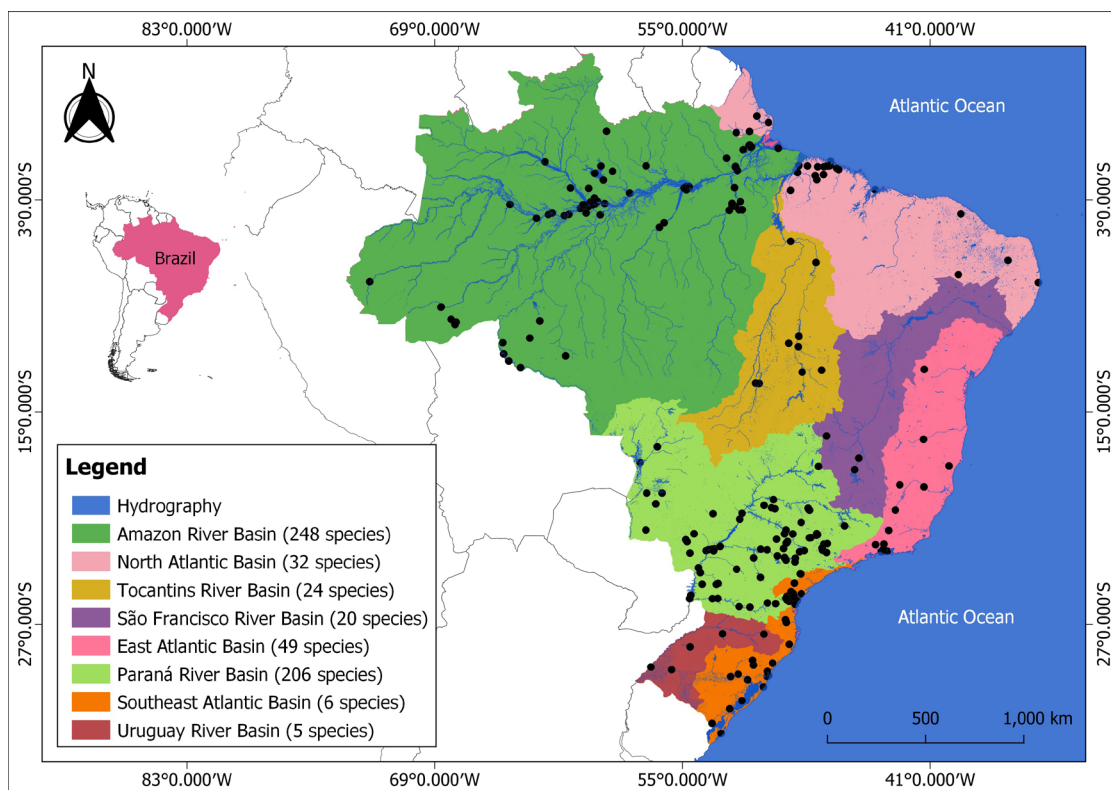 83°0.000'W 69°0.000'W 55°0.000'W 41°0.000'W
N
Atlantic Ocean
3°0.000'S
3°0.000'S
Brazil
15°0.000'S
15°0.000'S
Legend
Hydrography
Amazon River Basin (248 species)
North Atlantic Basin (32 species)
Tocantins River Basin (24 species)
São Francisco River Basin (20 species)
East Atlantic Basin (49 species)
Paraná River Basin (206 species)
Southeast Atlantic Basin (6 species)
Uruguay River Basin (5 species)
Atlantic Ocean
27°0.000'S
27°0.000'S
0 500 1,000 km
83°0.000'W 69°0.000'W 55°0.000'W 41°0.000'W